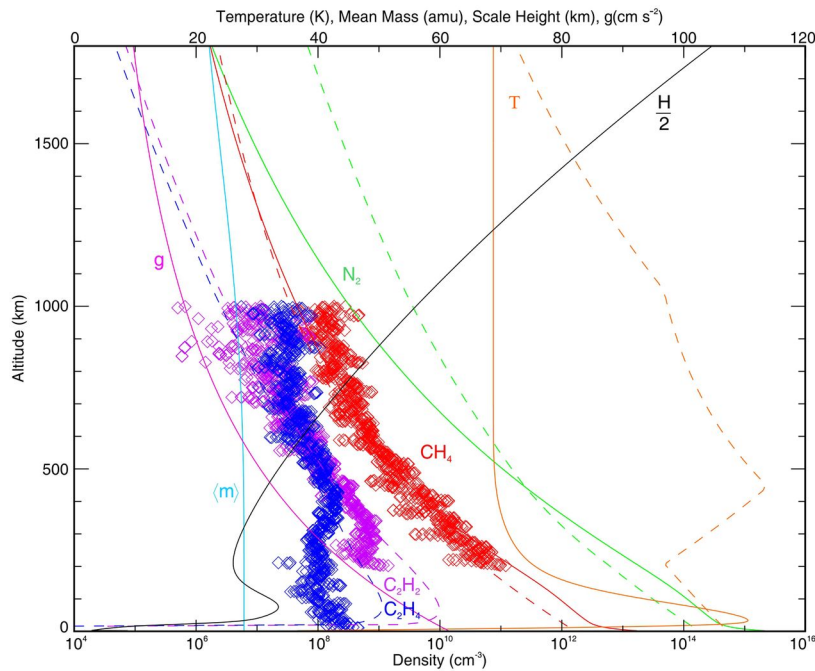 Temperature (K), Mean Mass (amu), Scale Height (km), g(cm s⁻²)
0 20 40 60 80 100 120
2000
T
H
2
1500
g
N₂
1000
Altitude (km)
CH₄
500
⟨m⟩
C₂H₂
C₂H₄
0
10⁴ 10⁶ 10⁸ 10¹⁰ 10¹² 10¹⁴ 10¹⁶
Density (cm⁻³)